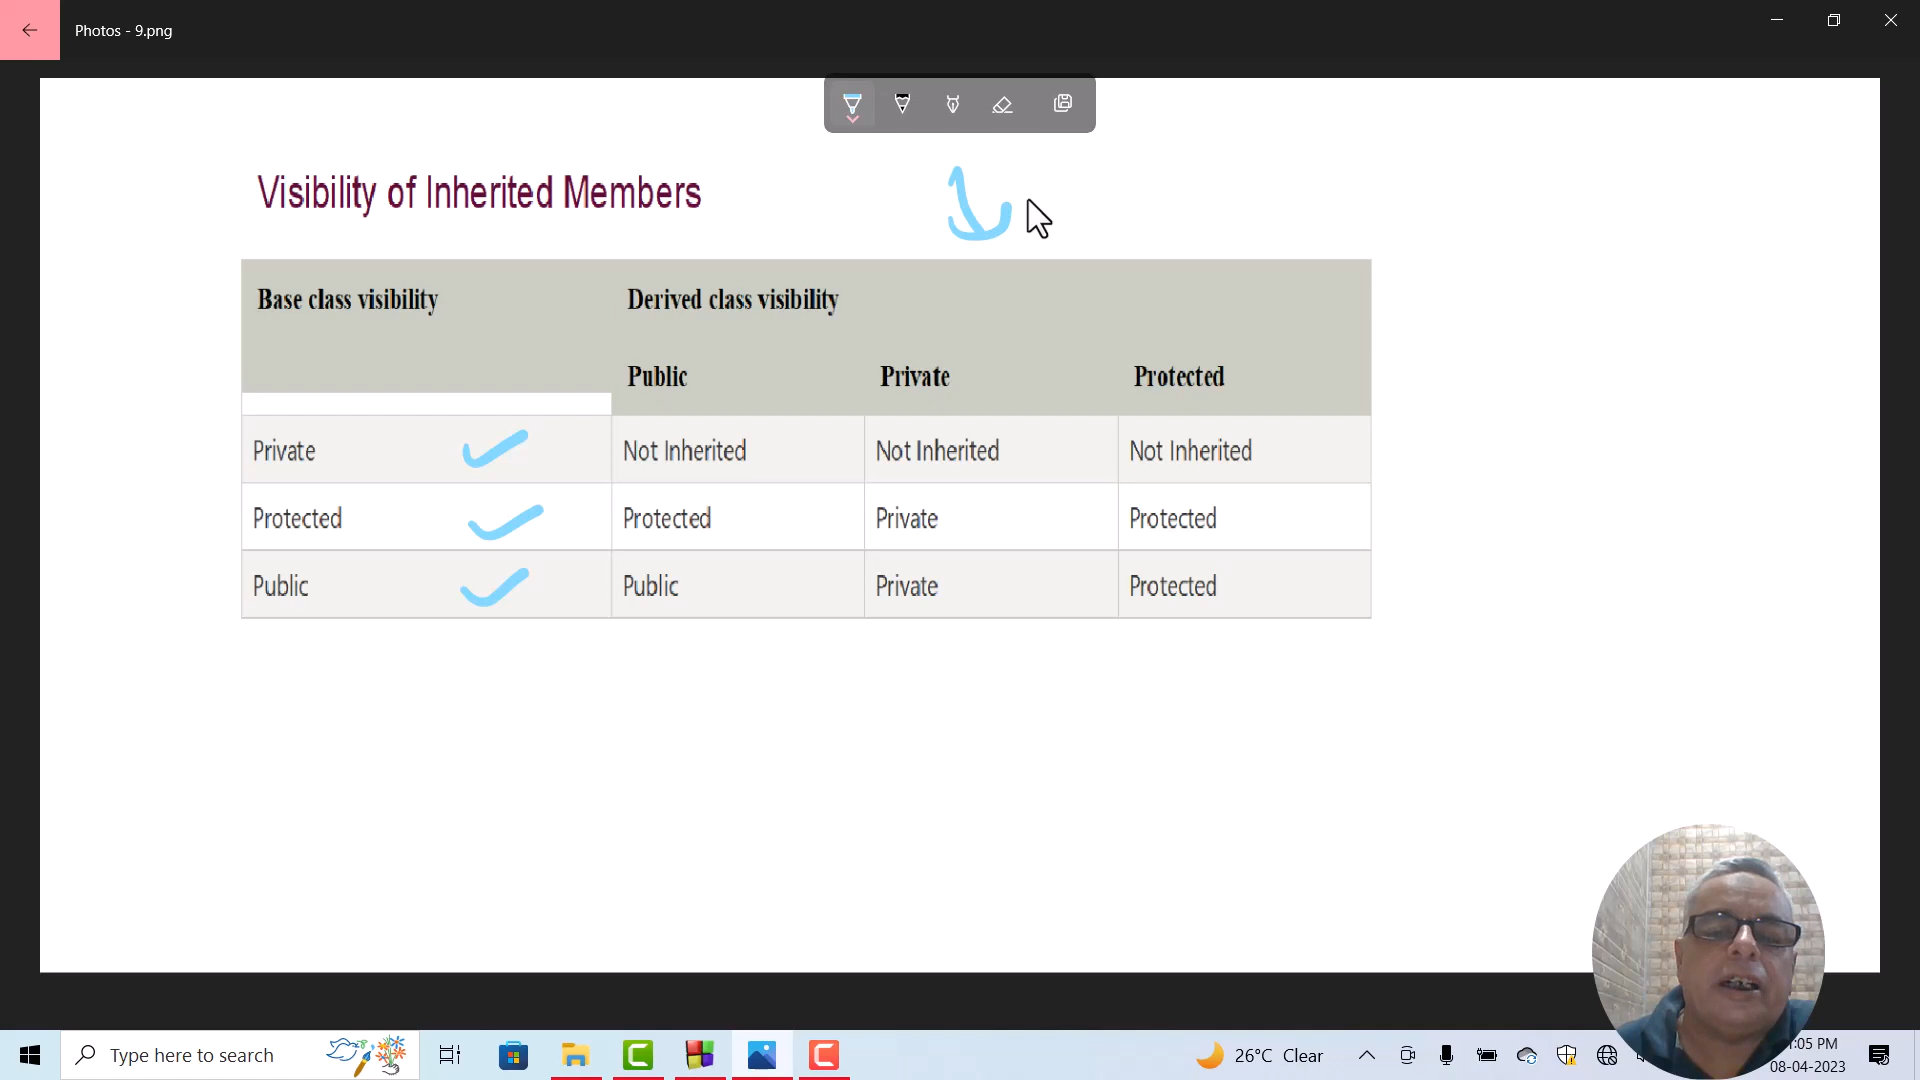 Photos - 9.png
Visibility of Inherited Members
Base class visibility Derived class visibility
Public Private Protected
Private Not Inherited Not Inherited Not Inherited
Protected Protected Private Protected
Public Public Private Protected
Type here to search 26°C Clear :05 PM
08-04-2023